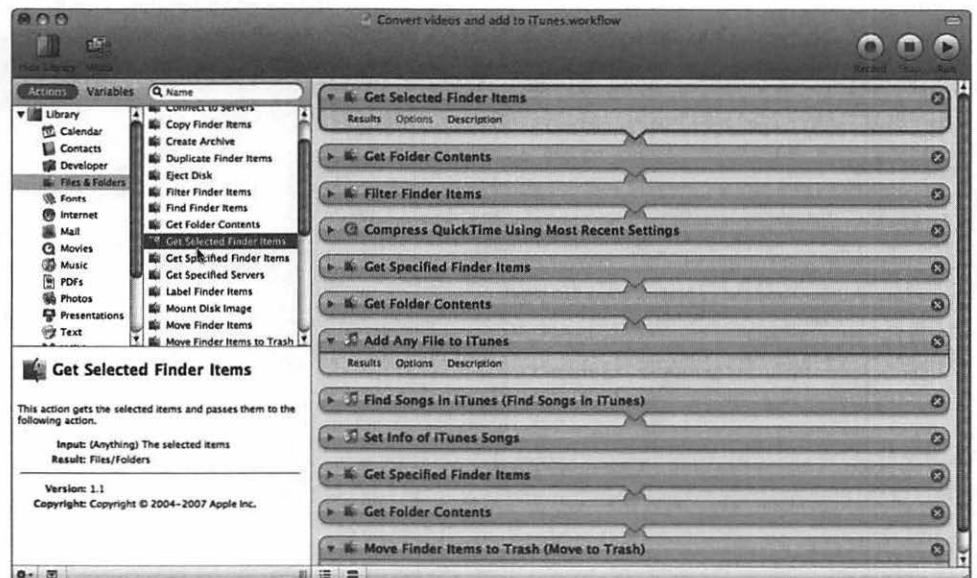 Convert videos and add to iTunes.workflow
Hide Library Media
Record Stop Run
Actions Variables Name
Library
Calendar
Contacts
Developer
Files & Folders
Fonts
Internet
Mail
Movies
Music
PDFs
Photos
Presentations
Text
Connect to Servers
Copy Finder Items
Create Archive
Duplicate Finder Items
Eject Disk
Filter Finder Items
Find Finder Items
Get Folder Contents
Get Selected Finder Items
Get Specified Finder Items
Get Specified Servers
Label Finder Items
Mount Disk Image
Move Finder Items
Move Finder Items to Trash
Get Selected Finder Items
This action gets the selected items and passes them to the
following action.
Input: (Anything) The selected items
Result: Files/Folders
Version: 1.1
Copyright: Copyright © 2004–2007 Apple Inc.
Get Selected Finder Items
Results Options Description
Get Folder Contents
Filter Finder Items
Compress QuickTime Using Most Recent Settings
Get Specified Finder Items
Get Folder Contents
Add Any File to iTunes
Results Options Description
Find Songs in iTunes (Find Songs in iTunes)
Set Info of iTunes Songs
Get Specified Finder Items
Get Folder Contents
Move Finder Items to Trash (Move to Trash)